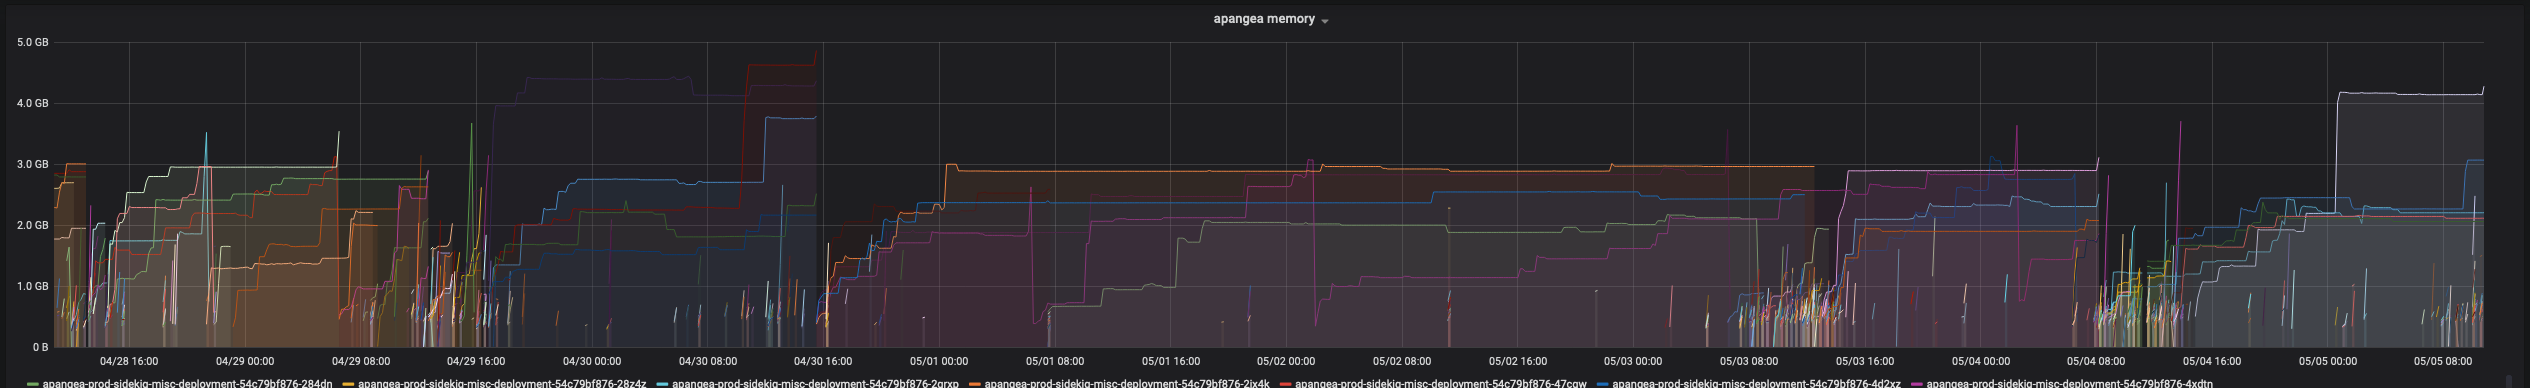 apangea memory
5.0 GB
4.0 GB
3.0 GB
2.0 GB
1.0 GB
0 B
04/28 16:00 04/29 00:00 04/29 08:00 04/29 16:00 04/30 00:00 04/30 08:00 04/30 16:00 05/01 00:00 05/01 08:00 05/01 16:00 05/02 00:00 05/02 08:00 05/02 16:00 05/03 00:00 05/03 08:00 05/03 16:00 05/04 00:00 05/04 08:00 05/04 16:00 05/05 00:00 05/05 08:00
apangea-prod-sidekiq-misc-deployment-54c79bf876-284dn apangea-prod-sidekiq-misc-deployment-54c79bf876-28z4z apangea-prod-sidekiq-misc-deployment-54c79bf876-2qrxp apangea-prod-sidekiq-misc-deployment-54c79bf876-2jx4k apangea-prod-sidekiq-misc-deployment-54c79bf876-47cqw apangea-prod-sidekiq-misc-deployment-54c79bf876-4d2xz apangea-prod-sidekiq-misc-deployment-54c79bf876-4xdtn